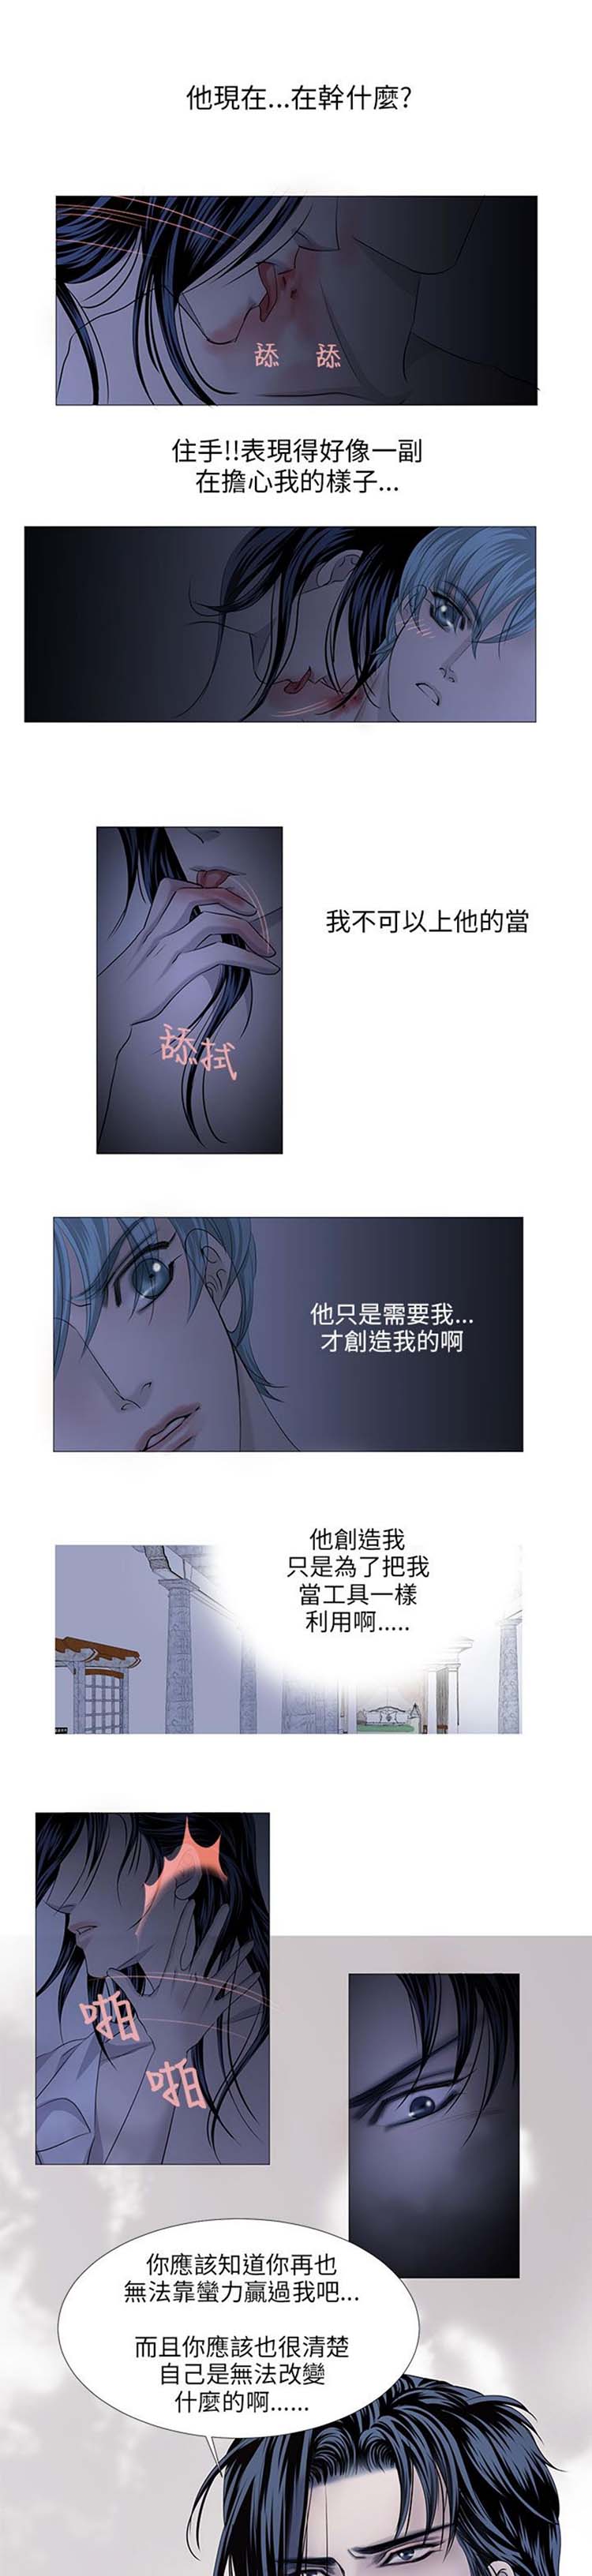 他現在...在幹什麼?
舔 舔
住手!!表現得好像一副
在擔心我的樣子...
我不可以上他的當
舔拭
他只是需要我...
才創造我的啊
他創造我
只是為了把我
當工具一樣
利用啊.....
啪
啪
你應該知道你再也
無法靠蠻力贏過我吧...
而且你應該也很清楚
自己是無法改變
什麼的啊......